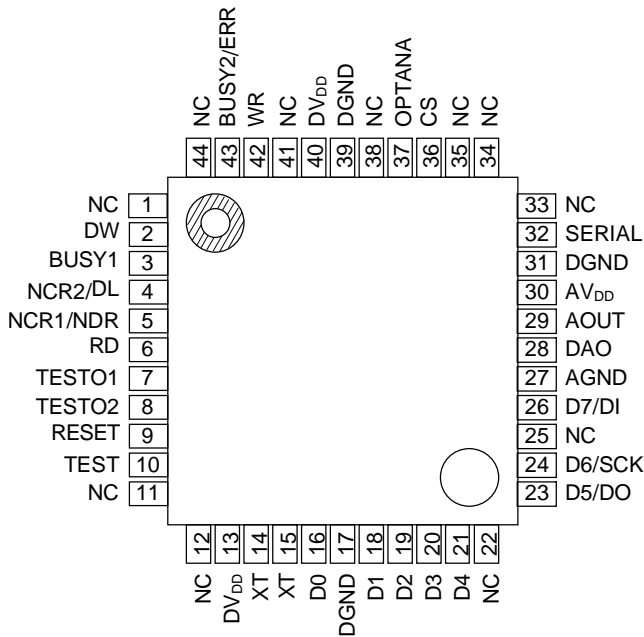 NC
BUSY2/ERR
WR
NC
DVDD
DGND
NC
OPTANA
CS
NC
NC
44
43
42
41
40
39
38
37
36
35
34
NC 1
DW 2
BUSY1 3
NCR2/DL 4
NCR1/NDR 5
RD 6
TESTO1 7
TESTO2 8
RESET 9
TEST 10
NC 11
33 NC
32 SERIAL
31 DGND
30 AVDD
29 AOUT
28 DAO
27 AGND
26 D7/DI
25 NC
24 D6/SCK
23 D5/DO
12
13
14
15
16
17
18
19
20
21
22
NC
DVDD
XT
XT
D0
DGND
D1
D2
D3
D4
NC